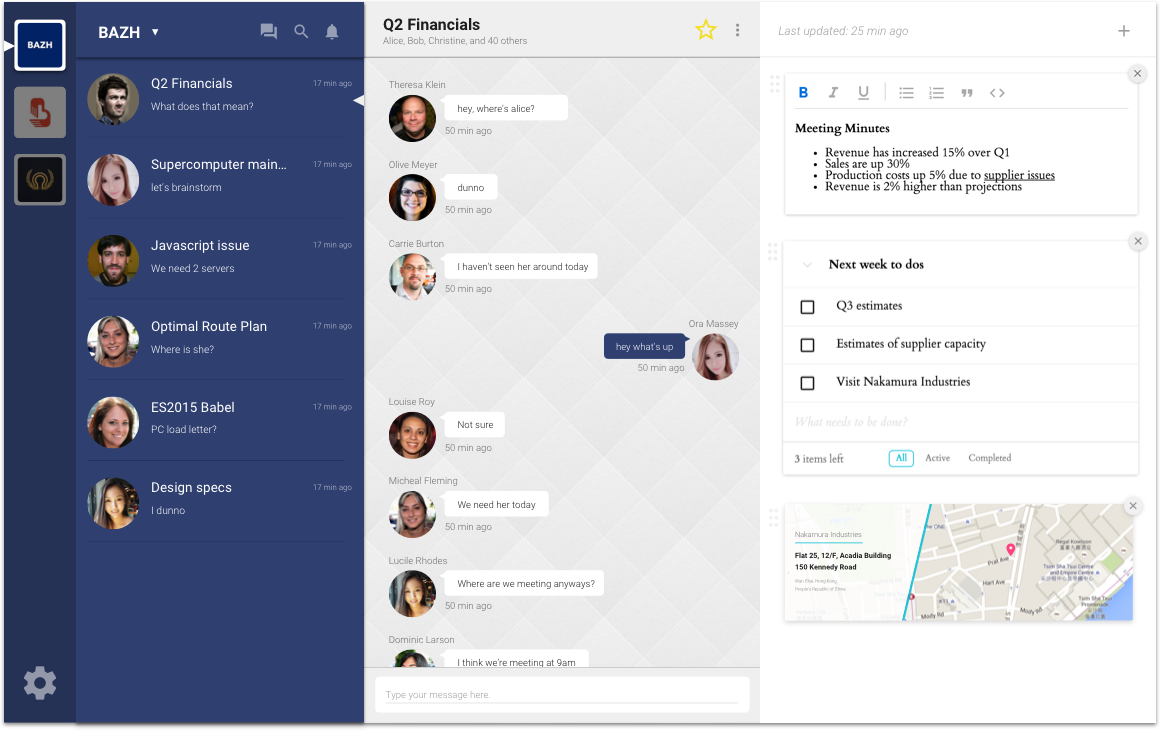 BAZH
BAZH ▼
Q2 Financials
17 min ago
What does that mean?
Supercomputer main...
17 min ago
let's brainstorm
Javascript issue
17 min ago
We need 2 servers
Optimal Route Plan
17 min ago
Where is she?
ES2015 Babel
17 min ago
PC load letter?
Design specs
17 min ago
I dunno
Q2 Financials
Alice, Bob, Christine, and 40 others
Theresa Klein
hey, where's alice?
50 min ago
Olive Meyer
dunno
50 min ago
Carrie Burton
I haven't seen her around today
50 min ago
Ora Massey
hey what's up
50 min ago
Louise Roy
Not sure
50 min ago
Micheal Fleming
We need her today
50 min ago
Lucile Rhodes
Where are we meeting anyways?
50 min ago
Dominic Larson
I think we're meeting at 9am
Type your message here.
Last updated: 25 min ago
B I U
Meeting Minutes
• Revenue has increased 15% over Q1
• Sales are up 30%
• Production costs up 5% due to supplier issues
• Revenue is 2% higher than projections
Next week to dos
Q3 estimates
Estimates of supplier capacity
Visit Nakamura Industries
What needs to be done?
3 items left
All
Active
Completed
Nakamura Industries
Flat 25, 12/F, Acadia Building
150 Kennedy Road
Wan Chai, Hong Kong
People's Republic of China
The ONE
Regal Kowloon
Prat Ave
Tsim Sha Tsui Centre
and Empire Centre
Hart Ave
Tsim Sha Tsui
Promenade
Mody Rd
Mody Rd